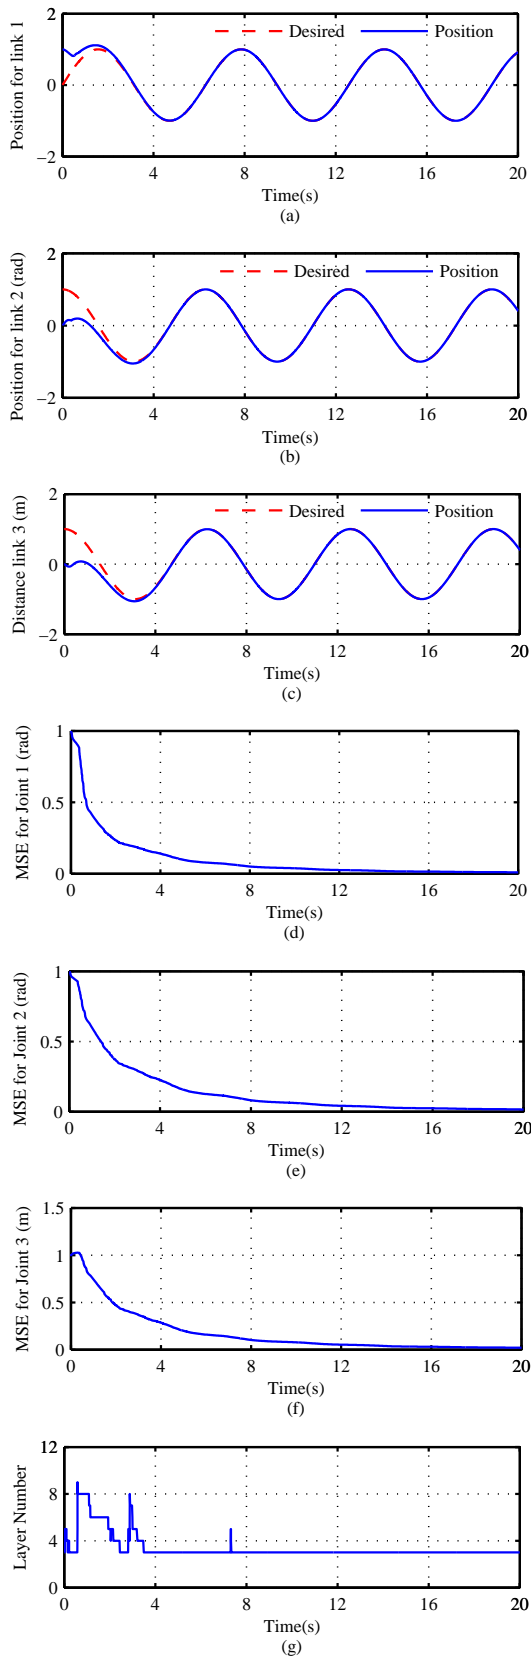 2
Desired
Position
Position for link 1
0
−2
0
4
8
12
16
20
Time(s)
(a)
2
Desired
Position
Position for link 2 (rad)
0
−2
0
4
8
12
16
20
Time(s)
(b)
2
Desired
Position
Distance link 3 (m)
0
−2
0
4
8
12
16
20
Time(s)
(c)
1
MSE for Joint 1 (rad)
0.5
0
0
4
8
12
16
20
Time(s)
(d)
1
MSE for Joint 2 (rad)
0.5
0
0
4
8
12
16
20
Time(s)
(e)
1.5
MSE for Joint 3 (m)
1
0.5
0
0
4
8
12
16
20
Time(s)
(f)
12
Layer Number
8
4
0
0
4
8
12
16
20
Time(s)
(g)